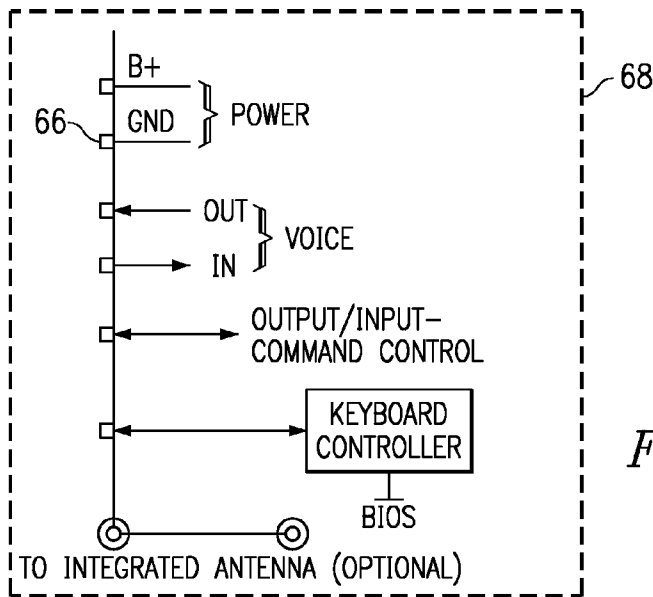 B+
68
66
GND
POWER
OUT
VOICE
IN
OUTPUT/INPUT-
COMMAND CONTROL
KEYBOARD
CONTROLLER
F
BIOS
TO INTEGRATED ANTENNA (OPTIONAL)